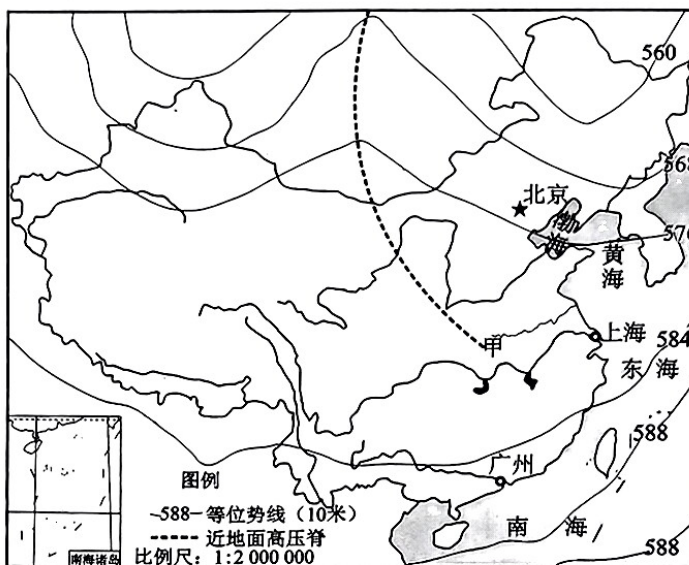 560
568
北京
渤海
570
黄海
甲
上海
584
东海
588
广州
图例
-588-等位势线（10米）
南海
近地面高压脊
588
南海诸岛
比例尺：1:2 000 000